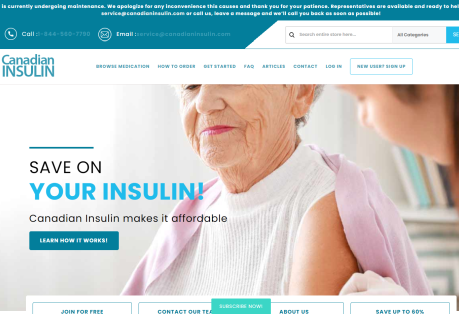 is currently undergoing maintenance. We apologize for any inconvenience this causes and thank you for your patience. Representatives are available and ready to hel
service@canadianinsulin.com or call us, leave a message and we'll call you back as soon as possible!
Call :
Email : service@canadianinsulin.com
Search entire store here...
All Categories
SE
Canadian
INSULIN
BROWSE MEDICATION HOW TO ORDER GET STARTED FAQ ARTICLES CONTACT LOG IN NEW USER? SIGN UP
SAVE ON
YOUR INSULIN!
Canadian Insulin makes it affordable
LEARN HOW IT WORKS!
SUBSCRIBE NOW!
JOIN FOR FREE CONTACT OUR TEA ABOUT US SAVE UP TO 60%